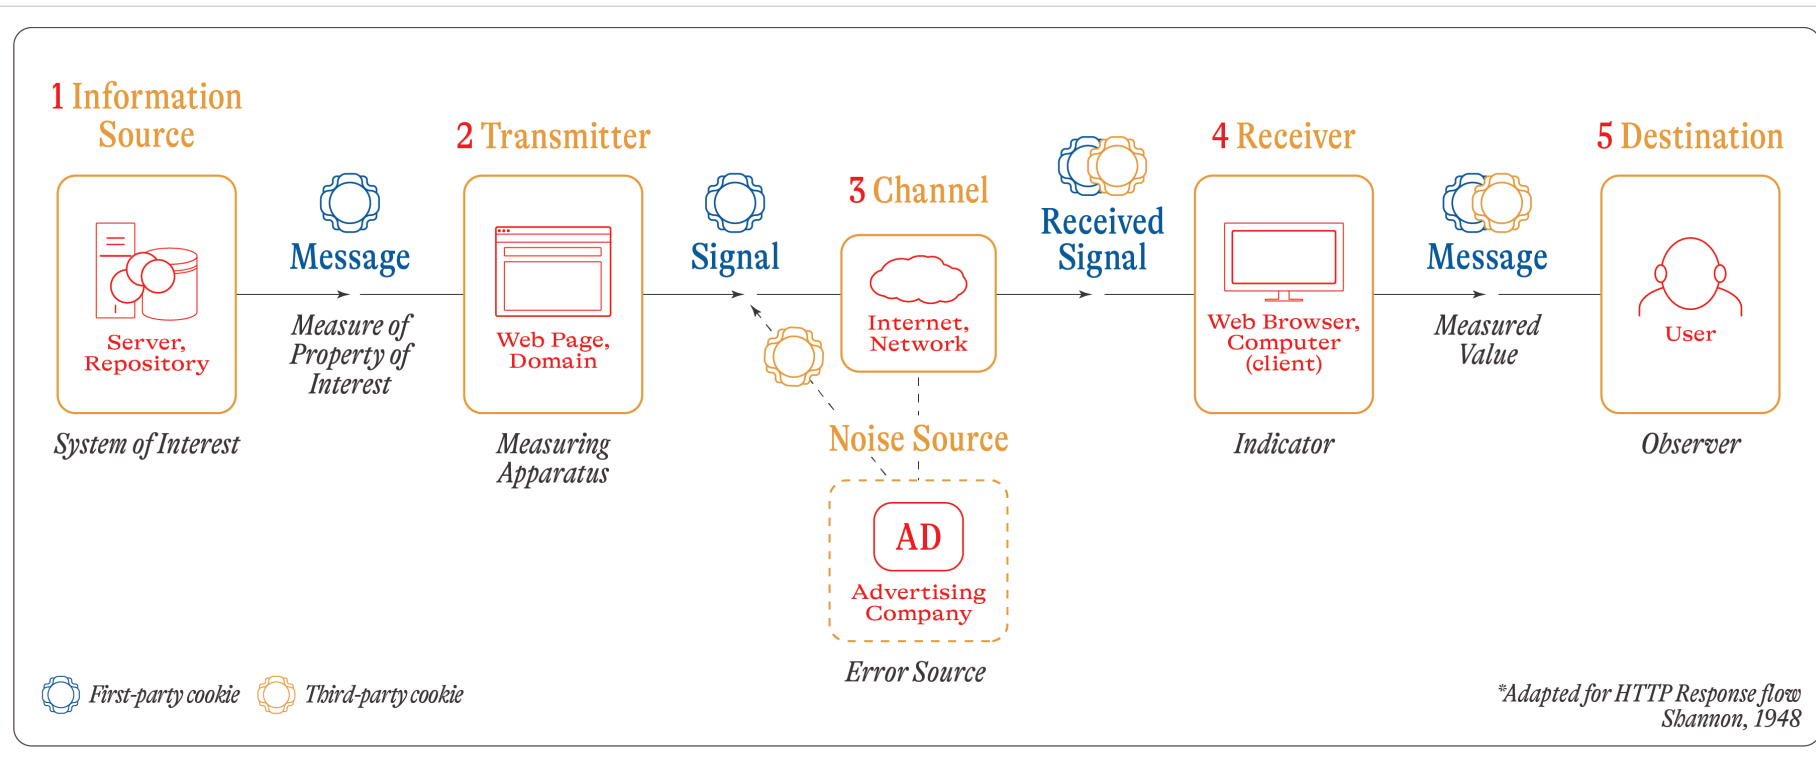 1 Information
Source
Server,
Repository
System of Interest
Message
Measure of
Property of
Interest
2 Transmitter
Web Page,
Domain
Measuring
Apparatus
Signal
3 Channel
Internet,
Network
Noise Source
AD
Advertising
Company
Error Source
Received
Signal
4 Receiver
Web Browser,
Computer
(client)
Indicator
Message
Measured
Value
5 Destination
User
Observer
First-party cookie
Third-party cookie
*Adapted for HTTP Response flow
Shannon, 1948